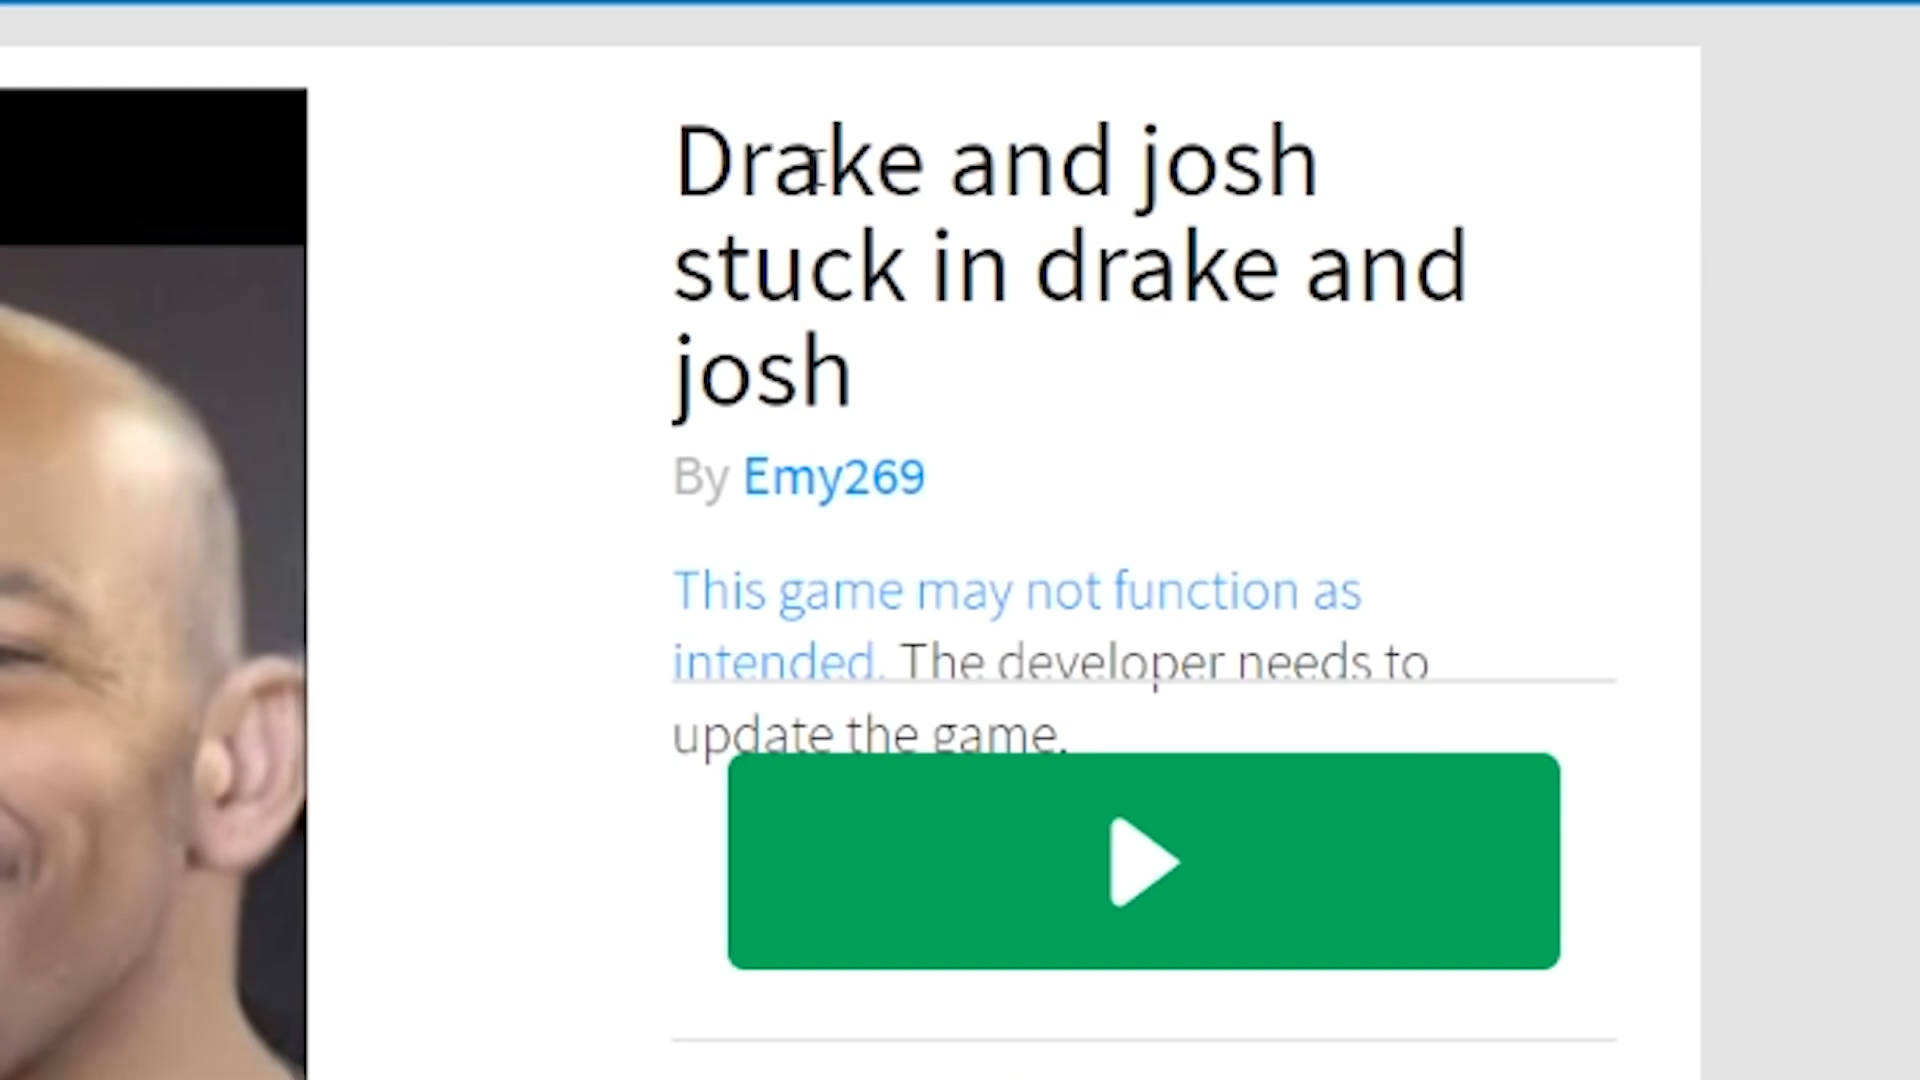 Drake and josh
stuck in drake and
josh
By Emy269
This game may not function as
intended. The developer needs to
update the game.